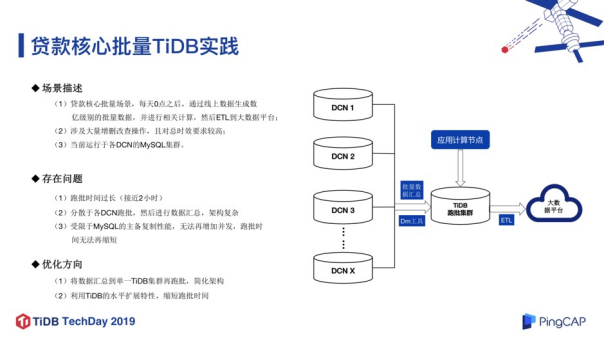 贷款核心批量TiDB实践
◆ 场景描述
（1）贷款核心批量场景，每天0点之后，通过线上数据生成数
亿级别的批量数据，并进行相关计算，然后ETL到大数据平台；
（2）涉及大量增删改查操作，且对总时效要求较高；
（3）当前运行于各DCN的MySQL集群。
◆ 存在问题
（1）跑批时间过长（接近2小时）
（2）分散于各DCN跑批，然后进行数据汇总，架构复杂
（3）受限于MySQL的主备复制性能，无法再增加并发，跑批时
间无法再缩短
◆ 优化方向
（1）将数据汇总到单一TiDB集群再跑批，简化架构
（2）利用TiDB的水平扩展特性，缩短跑批时间
DCN 1
DCN 2
DCN 3
DCN X
批量数
据汇总
Dm工具
应用计算节点
TiDB
跑批集群
ETL
大数
据平台
TiDB TechDay 2019
PingCAP